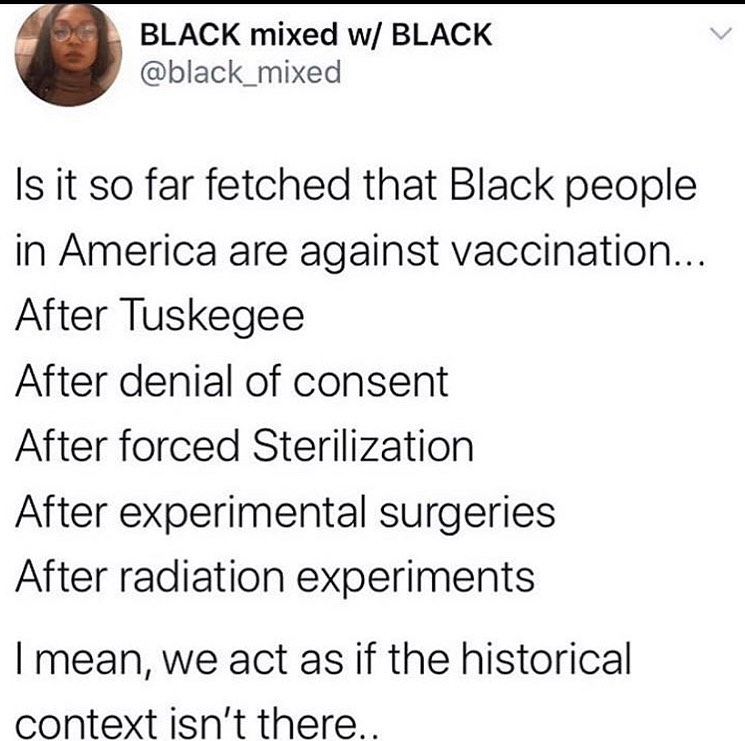 BLACK mixed w/ BLACK
@black_mixed
Is it so far fetched that Black people
in America are against vaccination...
After Tuskegee
After denial of consent
After forced Sterilization
After experimental surgeries
After radiation experiments
I mean, we act as if the historical
context isn't there..